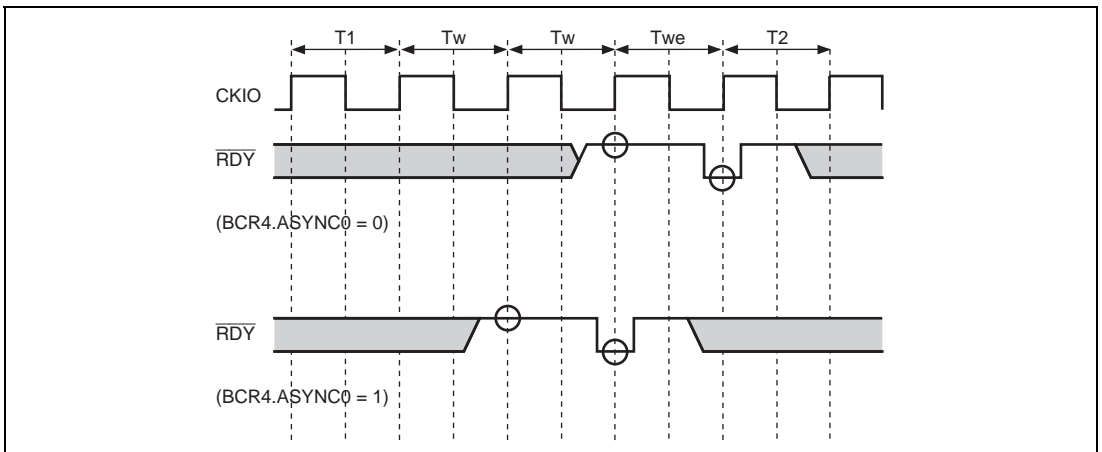 T1 Tw Tw Twe T2
CKIO
RDY
(BCR4.ASYNC0 = 0)
RDY
(BCR4.ASYNC0 = 1)